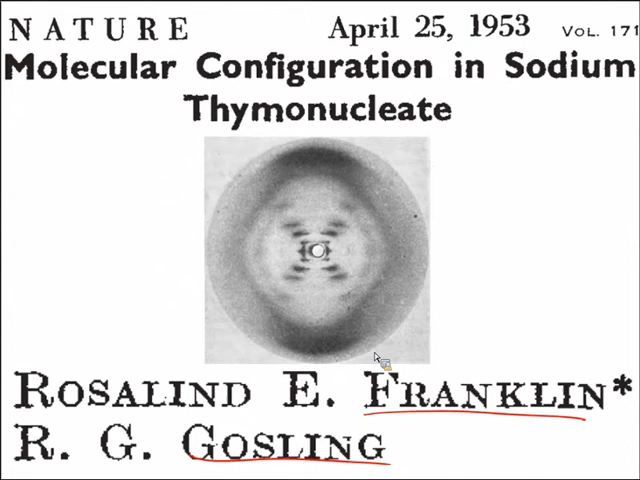 NATURE April 25, 1953 VOL. 171
Molecular Configuration in Sodium
Thymonucleate
ROSALIND E. FRANKLIN*
R. G. GOSLING